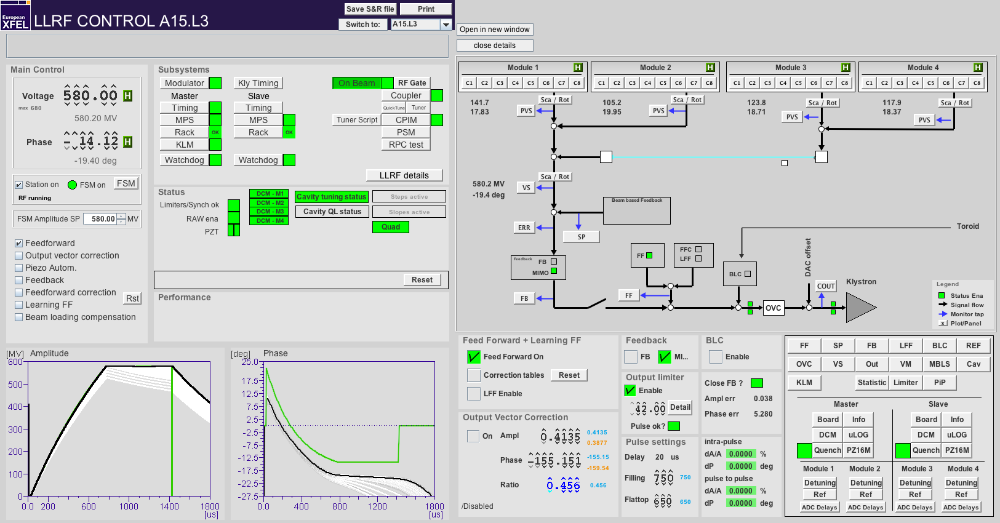 European
XFEL
LLRF CONTROL A15.L3
Save S&R file
Print
Switch to:
A15.L3
Open in new window
close details
Main Control
Voltage
max 680
580.00
H
580.20 MV
Phase
- 14.12
H
-19.40 deg
Station on
FSM on
FSM
RF running
FSM Amplitude SP
580.00
MV
Feedforward
Output vector correction
Piezo Autom.
Feedback
Feedforward correction
Learning FF
Rst
Beam loading compensation
Subsystems
Modulator
Kly Timing
On Beam
RF Gate
Master
Slave
Coupler
Timing
Timing
QuickTune
Tuner
MPS
MPS
Tuner Script
CPIM
Rack
OK
Rack
OK
PSM
KLM
RPC test
Watchdog
Watchdog
LLRF details
Status
Limiters/Synch ok
RAW ena
PZT
DCM - M1
DCM - M2
DCM - M3
DCM - M4
Cavity tuning status
Cavity QL status
Steps active
Slopes active
Quad
Reset
Performance
[MV] Amplitude
600
500
400
300
200
100
0
0.0 200 600 1000 1400 1800
[us]
[deg] Phase
25.0
17.5
12.5
7.5
2.5
-2.5
-7.5
-12.5
-17.5
-22.5
-27.5
0.0 400 800 1200 1800
[us]
Module 1 H
C1 C2 C3 C4 C5 C6 C7 C8
Module 2 H
C1 C2 C3 C4 C5 C6 C7 C8
Module 3 H
C1 C2 C3 C4 C5 C6 C7 C8
Module 4 H
C1 C2 C3 C4 C5 C6 C7 C8
141.7
17.83
Sca / Rot
PVS
105.2
19.95
Sca / Rot
PVS
123.8
18.71
Sca / Rot
PVS
117.9
18.37
Sca / Rot
PVS
580.2 MV
-19.4 deg
Sca / Rot
VS
Beam based Feedback
ERR
SP
Toroid
Feedback
FB
MIMO
FF
FFC
LFF
BLC
DAC offset
FB
FF
OVC
COUT
Klystron
Legend
Status Ena
Signal flow
Monitor tap
x Plot/Panel
Feed Forward + Learning FF
Feed Forward On
Correction tables
Reset
LFF Enable
Output Vector Correction
On
Ampl
0.4135
0.4135
0.3877
Phase
-155.151
-155.15
-159.54
Ratio
0.456
0.456
/Disabled
Feedback
FB
MI...
Output limiter
Enable
42.00
Detail
Pulse ok?
Pulse settings
Delay 20 us
Filling 750 750
Flattop 650 650
BLC
Enable
Close FB ?
Ampl err 0.038
Phase err 5.280
intra-pulse
dA/A 0.0000 %
dP 0.0000 deg
pulse to pulse
dA/A 0.0000 %
dP 0.0000 deg
FF SP FB LFF BLC REF
OVC VS Out VM MBLS Cav
KLM Statistic Limiter PiP
Master
Slave
Board Info
Board Info
DCM uLOG
DCM uLOG
Quench PZ16M
Quench PZ16M
Module 1 Module 2 Module 3 Module 4
Detuning Detuning Detuning Detuning
Ref Ref Ref Ref
ADC Delays ADC Delays ADC Delays ADC Delays